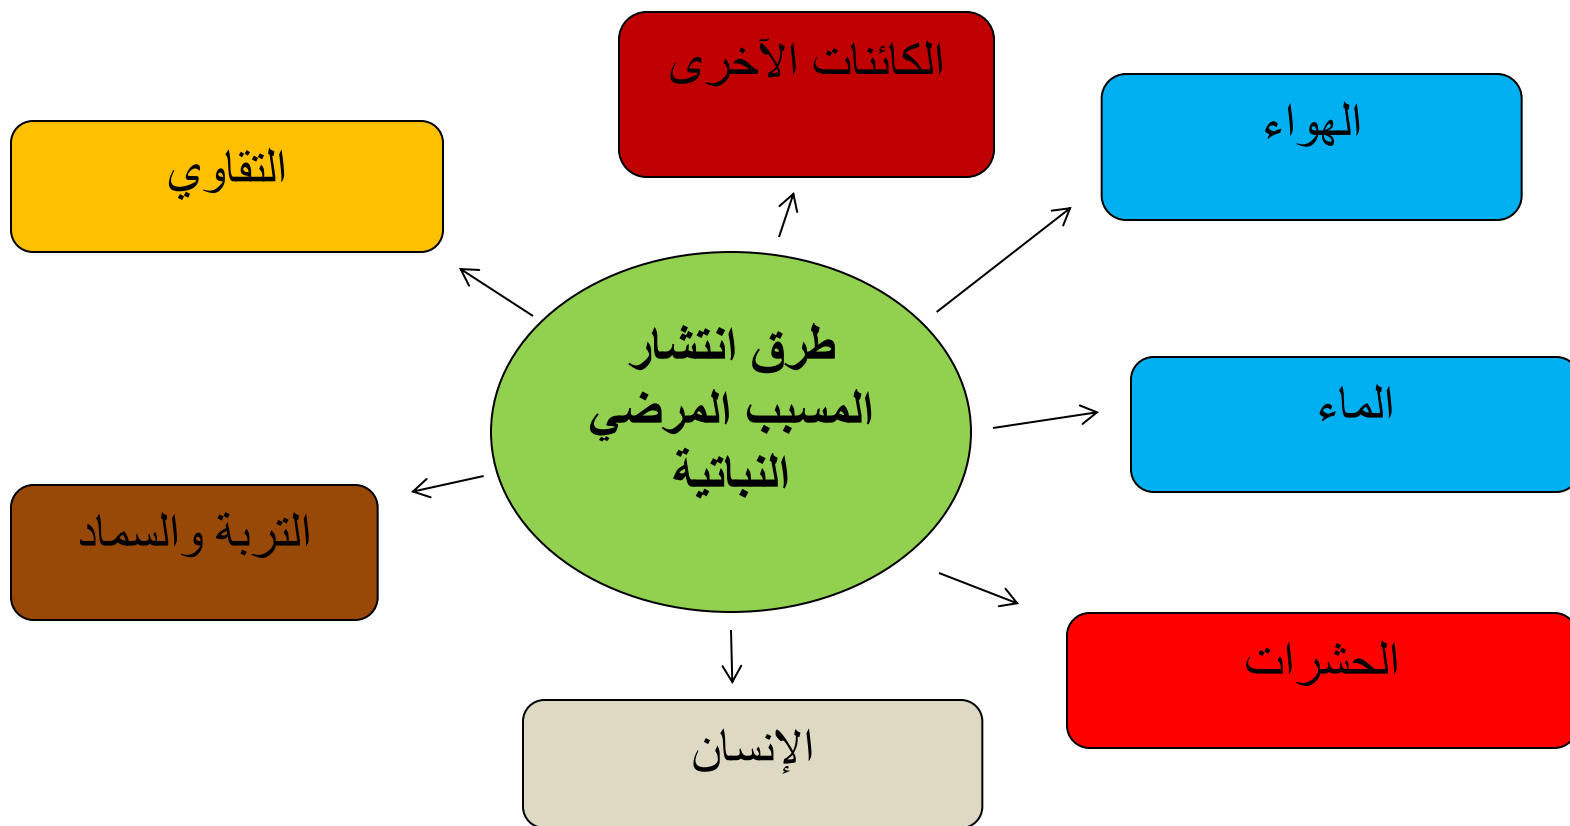 الكائنات الآخرى
الهواء
التقاوي
طرق انتشار
المسبب المرضي
النباتية
الماء
التربة والسماد
الحشرات
الإنسان